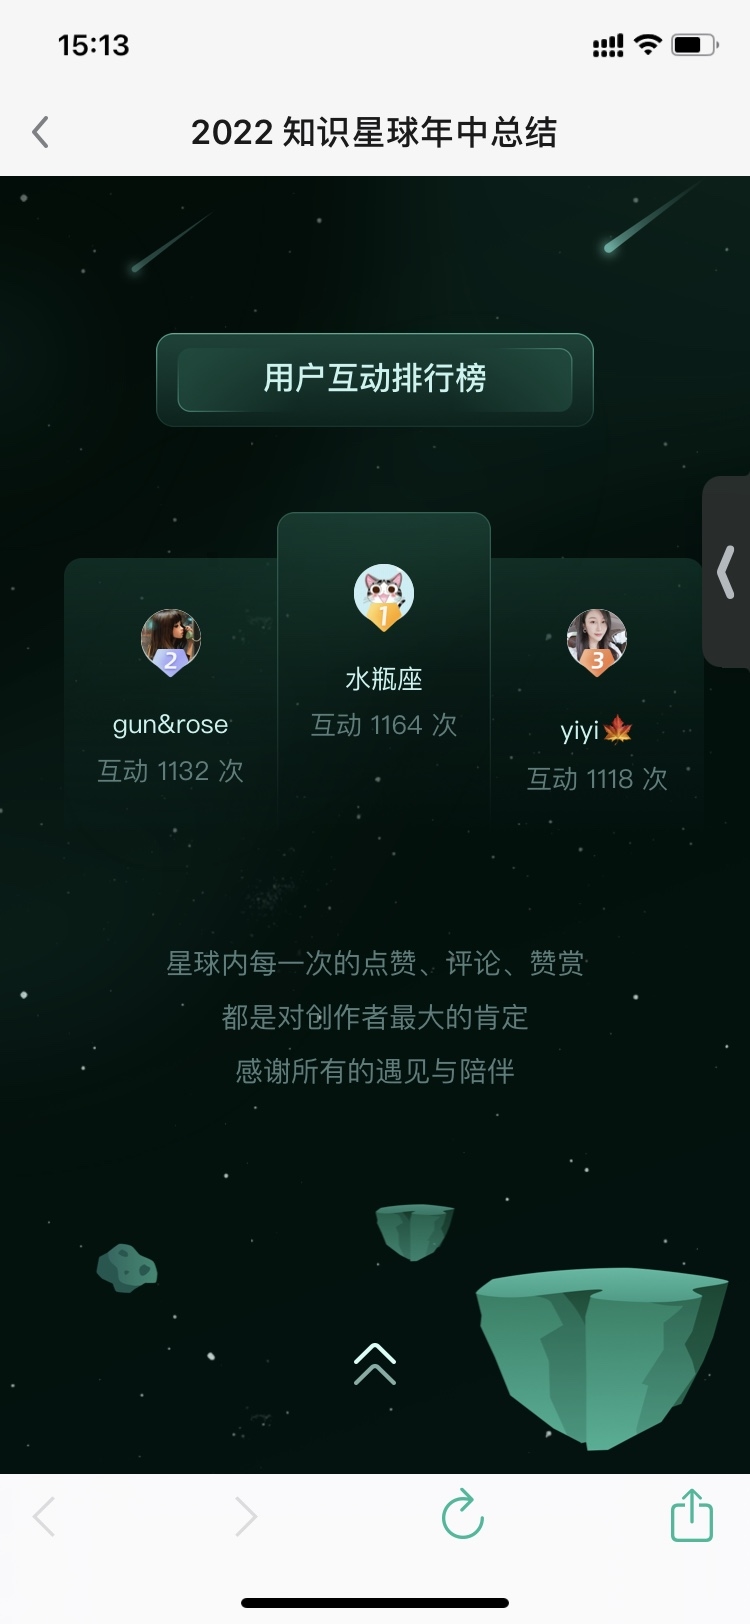 15:13
2022 知识星球年中总结
用户互动排行榜
1
水瓶座
互动 1164 次
2
gun&rose
互动 1132 次
3
yiyi🍁
互动 1118 次
星球内每一次的点赞、评论、赞赏
都是对创作者最大的肯定
感谢所有的遇见与陪伴